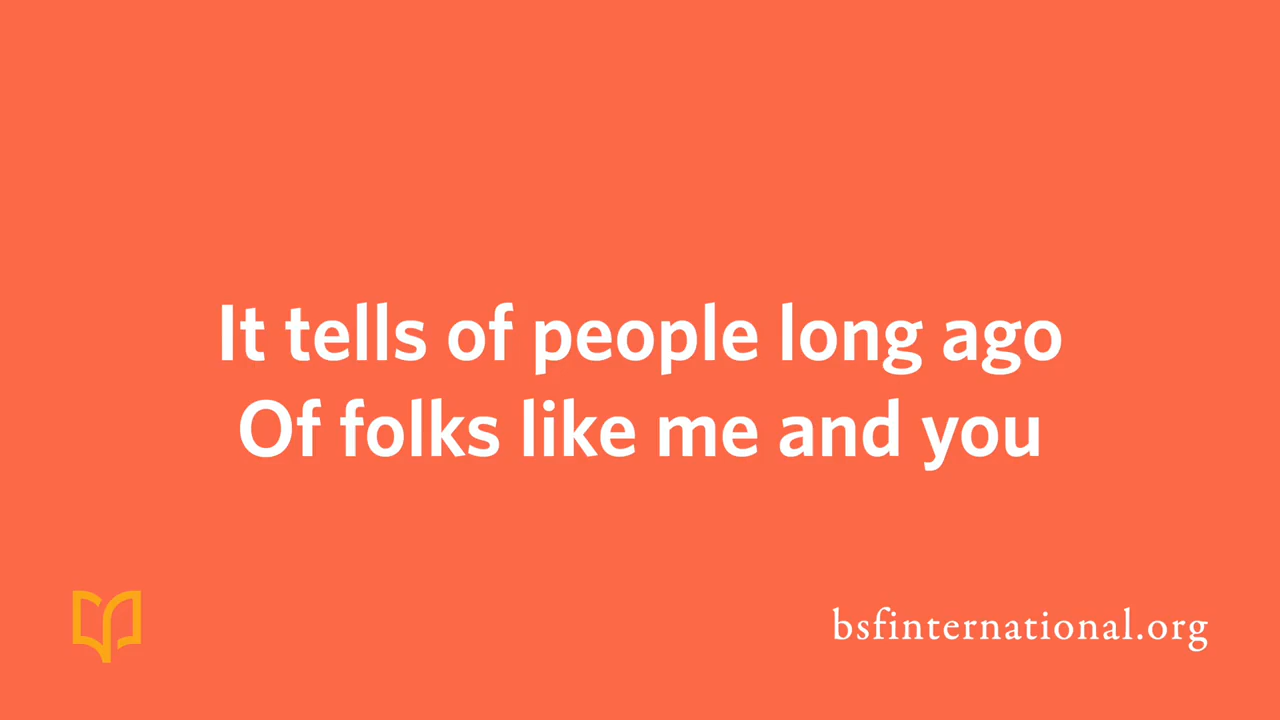 It tells of people long ago
Of folks like me and you
bsfinternational.org